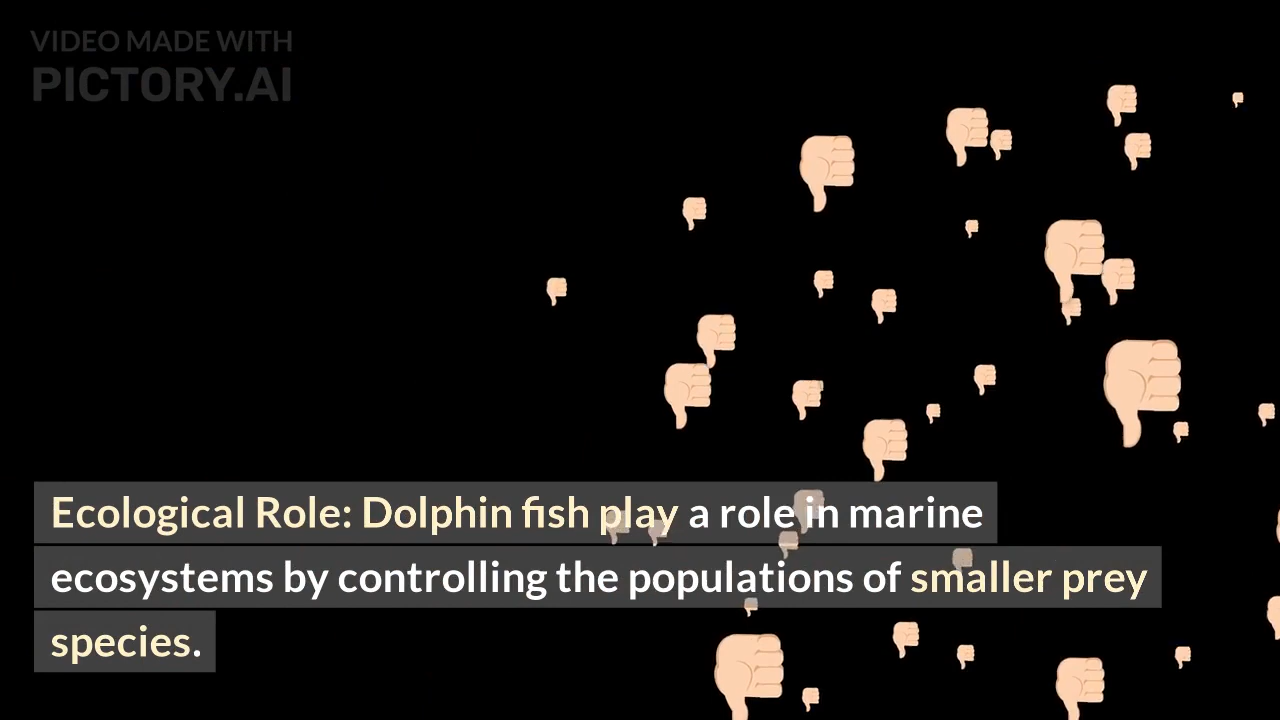 VIDEO MADE WITH
PICTORY.AI
Ecological Role: Dolphin fish play a role in marine
ecosystems by controlling the populations of smaller prey
species.